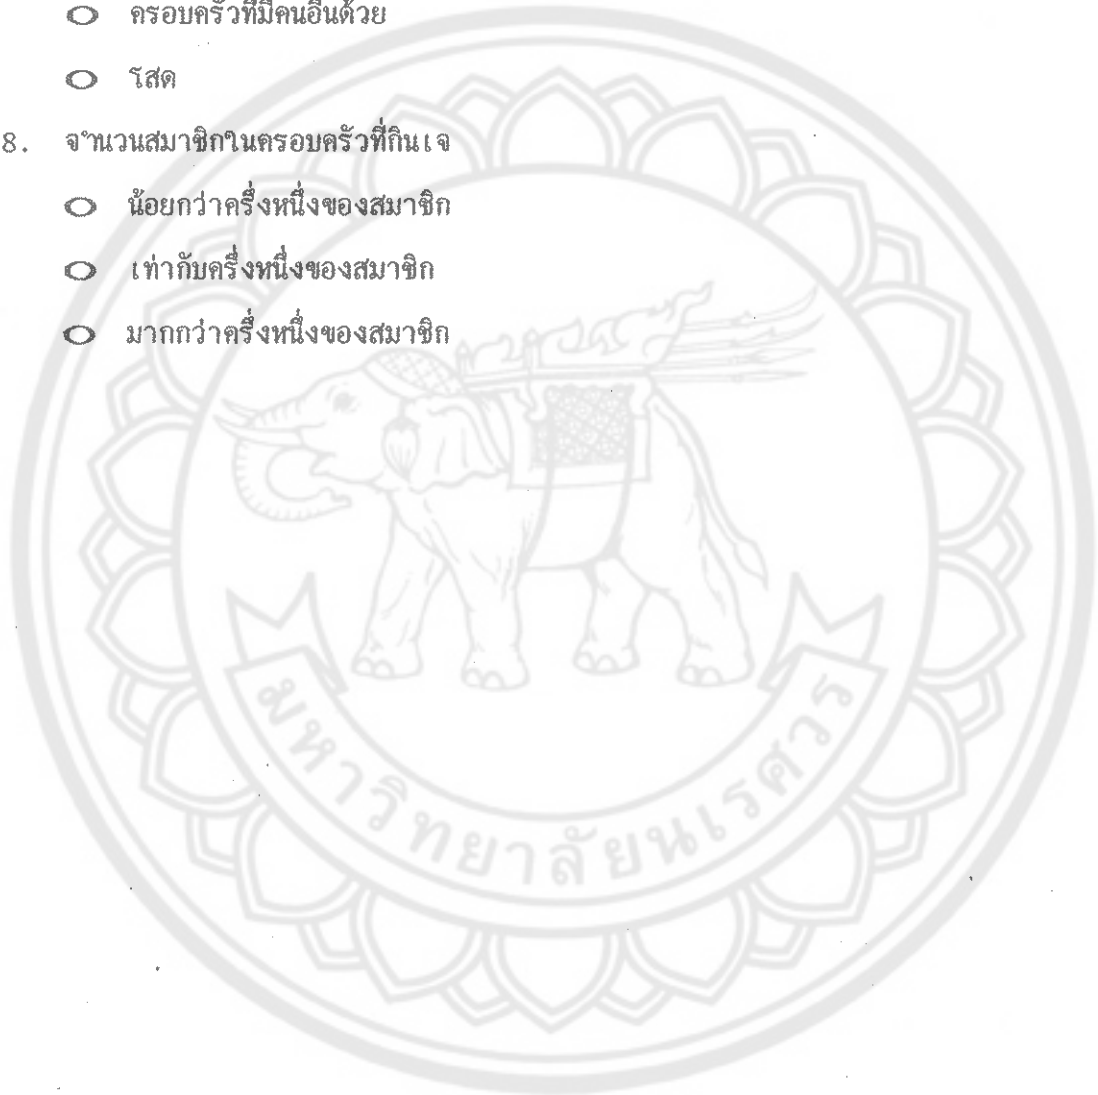 ○ ครอบครัวที่มีคนอื่นด้วย
○ โสด
8. จำนวนสมาชิกในครอบครัวที่กินเจ
○ น้อยกว่าครึ่งหนึ่งของสมาชิก
○ เท่ากับครึ่งหนึ่งของสมาชิก
○ มากกว่าครึ่งหนึ่งของสมาชิก
มหาวิทยาลัยนเรศวร